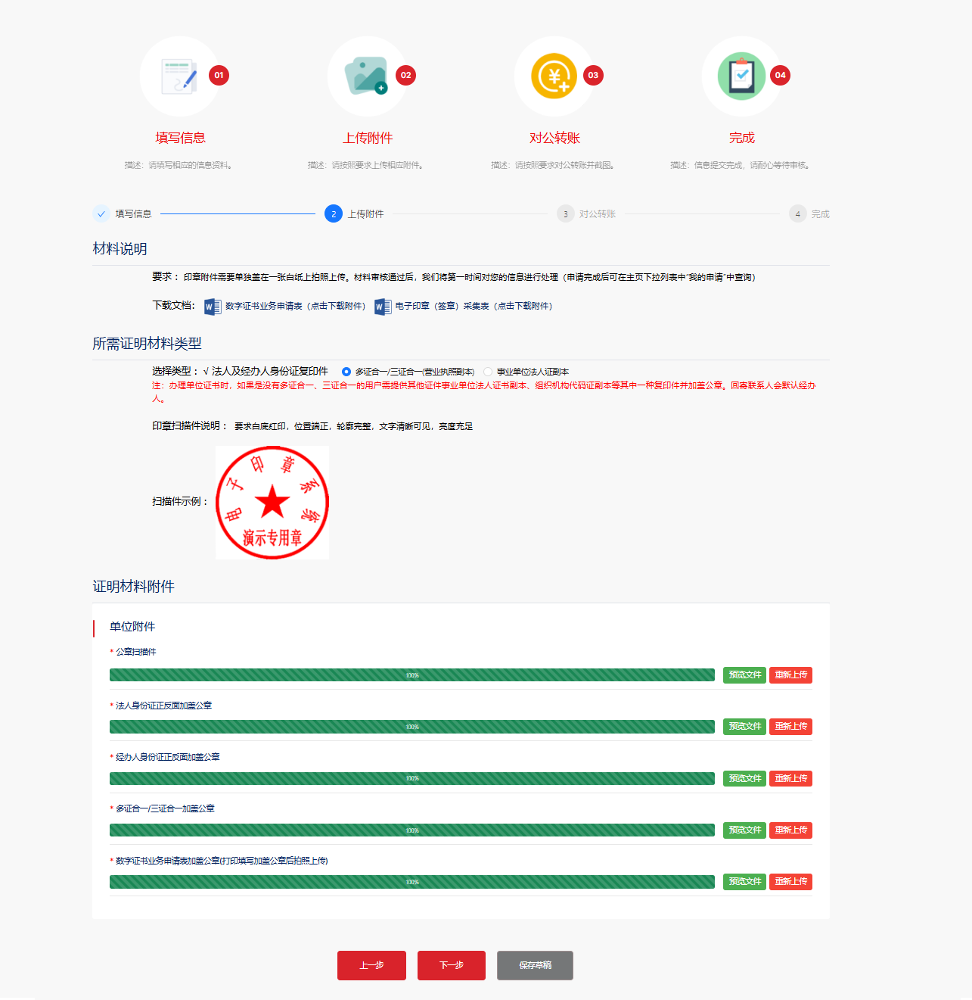 01
02
03
04
填写信息
上传附件
对公转账
完成
描述：请填写相应的信息资料。
描述：请按照要求上传相应附件。
描述：请按照要求对公转账并截图。
描述：信息提交完成，请耐心等待审核。
填写信息
2 上传附件
3 对公转账
4 完成
材料说明
要求： 印章附件需要单独盖在一张白纸上拍照上传。材料审核通过后，我们将第一时间对您的信息进行处理（申请完成后可在主页下拉列表中“我的申请”中查询）
下载文档： W 数字证书业务申请表（点击下载附件） W 电子印章（签章）采集表（点击下载附件）
所需证明材料类型
选择类型：√ 法人及经办人身份证复印件 多证合一/三证合一(营业执照副本) 事业单位法人证副本
注：办理单位证书时，如果是没有多证合一、三证合一的用户需提供其他证件事业单位法人证书副本、组织机构代码证副本等其中一种复印件并加盖公章。回寄联系人会默认经办
人。
印章扫描件说明： 要求白底红印，位置端正，轮廓完整，文字清晰可见，亮度充足
扫描件示例：
电子印章系统
演示专用章
证明材料附件
单位附件
* 公章扫描件
100% 预览文件 重新上传
* 法人身份证正反面加盖公章
100% 预览文件 重新上传
* 经办人身份证正反面加盖公章
100% 预览文件 重新上传
* 多证合一/三证合一加盖公章
100% 预览文件 重新上传
* 数字证书业务申请表加盖公章(打印填写加盖公章后拍照上传)
100% 预览文件 重新上传
上一步 下一步 保存草稿